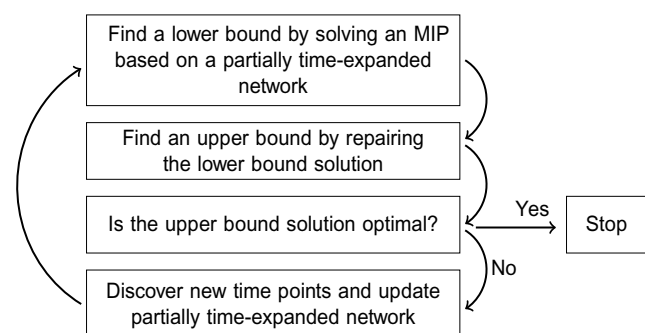 Find a lower bound by solving an MIP
based on a partially time-expanded
network
Find an upper bound by repairing
the lower bound solution
Is the upper bound solution optimal?
Yes
Stop
No
Discover new time points and update
partially time-expanded network